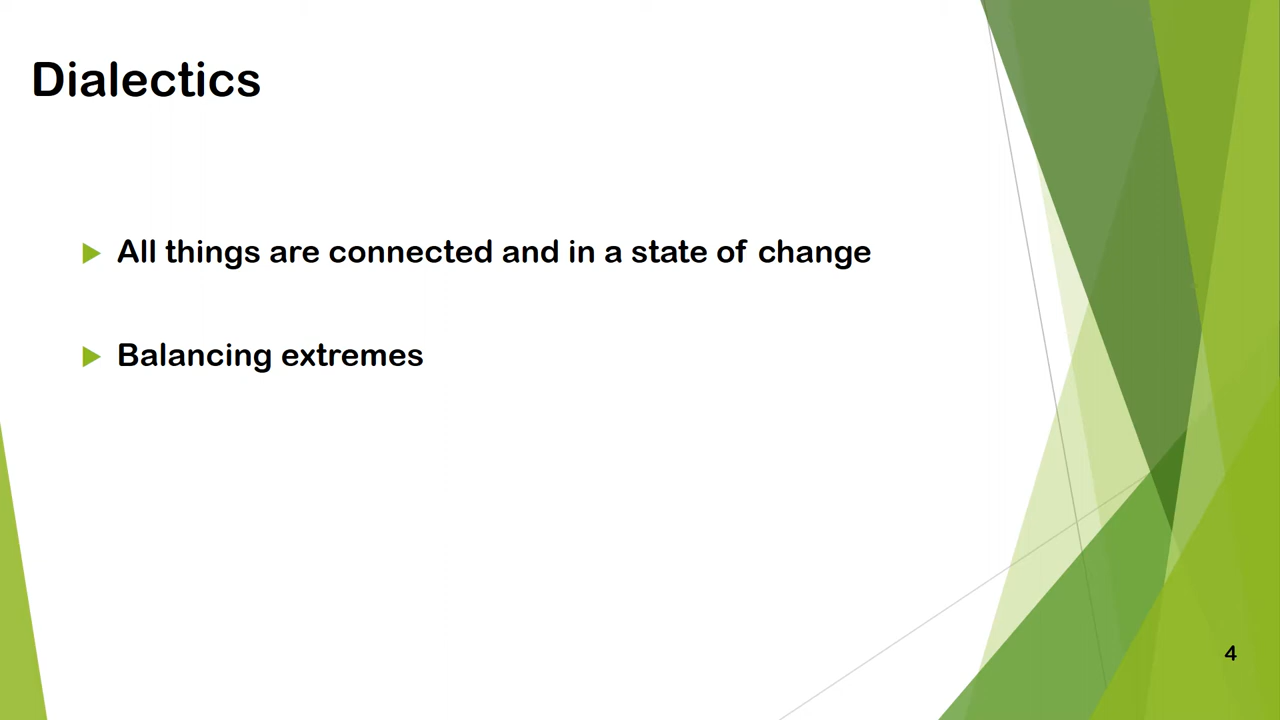 Dialectics
All things are connected and in a state of change
Balancing extremes
4